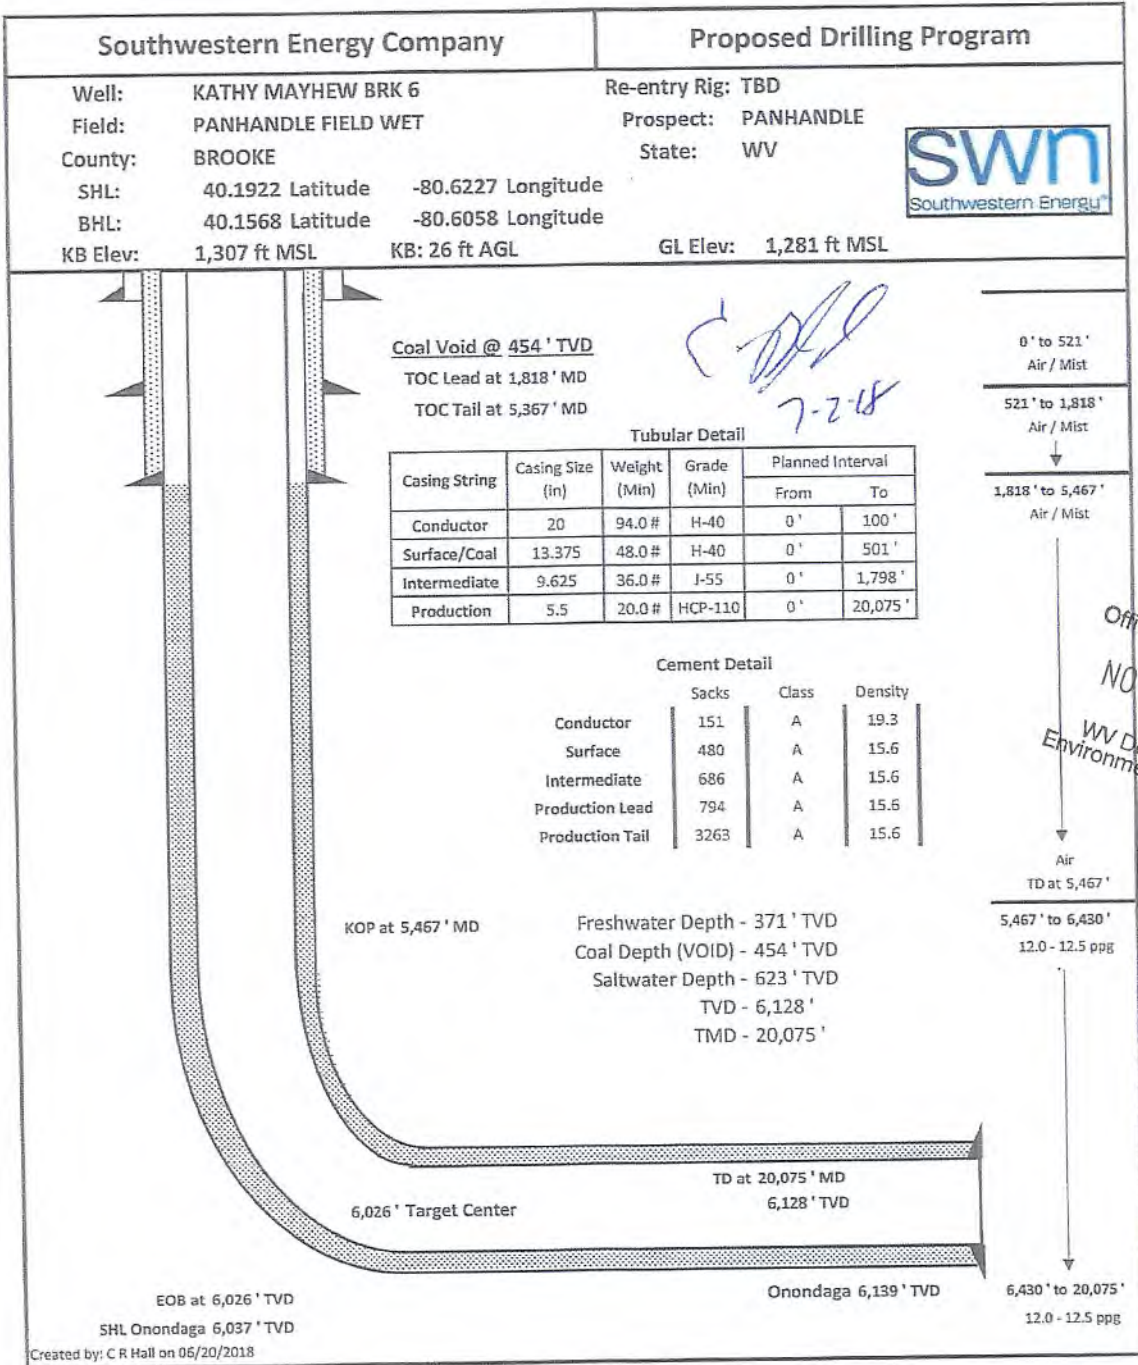 Southwestern Energy Company
Proposed Drilling Program
Well: KATHY MAYHEW BRK 6
Re-entry Rig: TBD
Field: PANHANDLE FIELD WET
Prospect: PANHANDLE
County: BROOKE
State: WV
SHL: 40.1922 Latitude -80.6227 Longitude
BHL: 40.1568 Latitude -80.6058 Longitude
KB Elev: 1,307 ft MSL KB: 26 ft AGL GL Elev: 1,281 ft MSL
swn
Southwestern Energy®
Coal Void @ 454 ' TVD
TOC Lead at 1,818 ' MD
TOC Tail at 5,367 ' MD
7-2-18
0 ' to 521 '
Air / Mist
521 ' to 1,818 '
Air / Mist
1,818 ' to 5,467 '
Air / Mist
Tubular Detail
Casing String Casing Size (in) Weight (Min) Grade (Min) Planned Interval
From To
Conductor 20 94.0 # H-40 0 ' 100 '
Surface/Coal 13.375 48.0 # H-40 0 ' 501 '
Intermediate 9.625 36.0 # J-55 0 ' 1,798 '
Production 5.5 20.0 # HCP-110 0 ' 20,075 '
Cement Detail
Sacks Class Density
Conductor 151 A 19.3
Surface 480 A 15.6
Intermediate 686 A 15.6
Production Lead 794 A 15.6
Production Tail 3263 A 15.6
Offi
NO
WV D
Environme
Air
TD at 5,467 '
5,467 ' to 6,430 '
12.0 - 12.5 ppg
KOP at 5,467 ' MD
Freshwater Depth - 371 ' TVD
Coal Depth (VOID) - 454 ' TVD
Saltwater Depth - 623 ' TVD
TVD - 6,128 '
TMD - 20,075 '
TD at 20,075 ' MD
6,128 ' TVD
6,026 ' Target Center
Onondaga 6,139 ' TVD
6,430 ' to 20,075 '
12.0 - 12.5 ppg
EOB at 6,026 ' TVD
SHL Onondaga 6,037 ' TVD
Created by: C R Hall on 06/20/2018